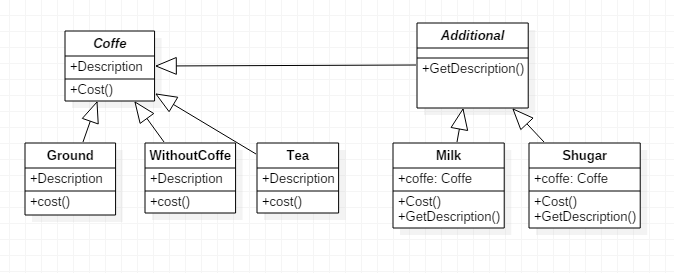 Coffe
+Description
+Cost()
Additional
+GetDescription()
Ground
+Description
+cost()
WithoutCoffe
+Description
+cost()
Tea
+Description
+cost()
Milk
+coffe: Coffe
+Cost()
+GetDescription()
Shugar
+coffe: Coffe
+Cost()
+GetDescription()